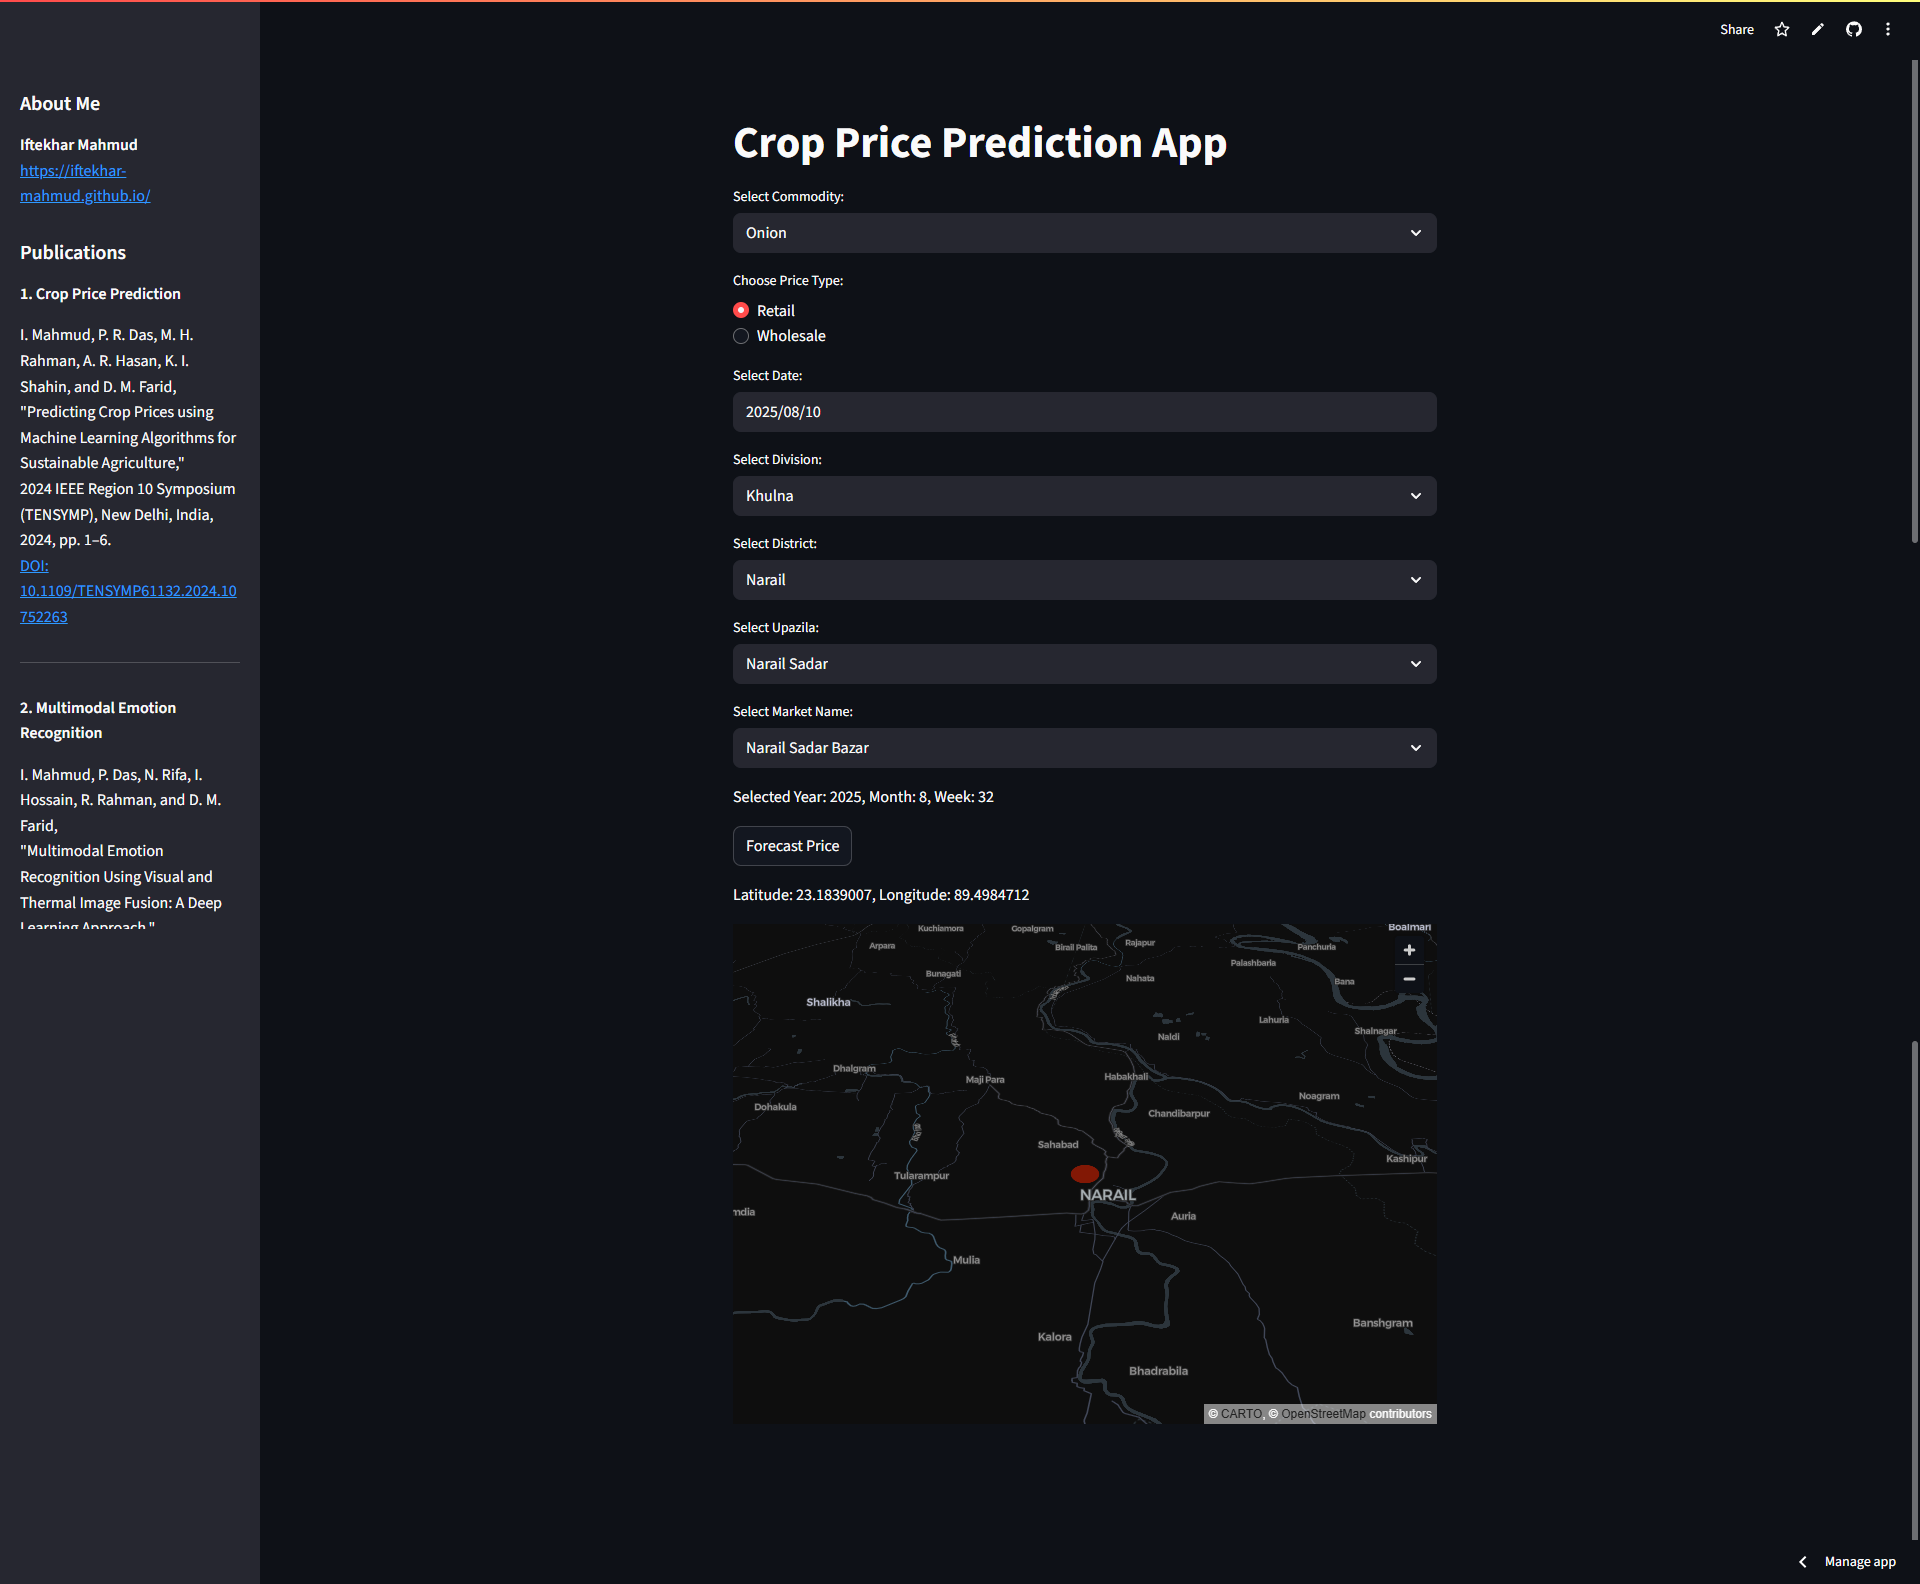 Share
About Me
Iftekhar Mahmud
https://iftekhar-
mahmud.github.io/
Publications
1. Crop Price Prediction
I. Mahmud, P. R. Das, M. H.
Rahman, A. R. Hasan, K. I.
Shahin, and D. M. Farid,
"Predicting Crop Prices using
Machine Learning Algorithms for
Sustainable Agriculture,"
2024 IEEE Region 10 Symposium
(TENSYMP), New Delhi, India,
2024, pp. 1–6.
DOI:
10.1109/TENSYMP61132.2024.10
752263
2. Multimodal Emotion
Recognition
I. Mahmud, P. Das, N. Rifa, I.
Hossain, R. Rahman, and D. M.
Farid,
"Multimodal Emotion
Recognition Using Visual and
Thermal Image Fusion: A Deep
Learning Approach,"
Crop Price Prediction App
Select Commodity:
Onion
Choose Price Type:
Retail
Wholesale
Select Date:
2025/08/10
Select Division:
Khulna
Select District:
Narail
Select Upazila:
Narail Sadar
Select Market Name:
Narail Sadar Bazar
Selected Year: 2025, Month: 8, Week: 32
Forecast Price
Latitude: 23.1839007, Longitude: 89.4984712
Kuchiamora
Gopalgram
Boalmari
Arpara
Birail Palita
Rajapur
Panchuria
Palashbaria
Bunagati
Nahata
Bana
Shalikha
Lahuria
Shalnagar
Naldi
Dhalgram
Maji Para
Habakhali
Noagram
Dohakula
Chandibarpur
Sahabad
Kashipur
Tularampur
NARAIL
ndia
Auria
Mulia
Banshgram
Kalora
Bhadrabila
© CARTO, © OpenStreetMap contributors
Manage app